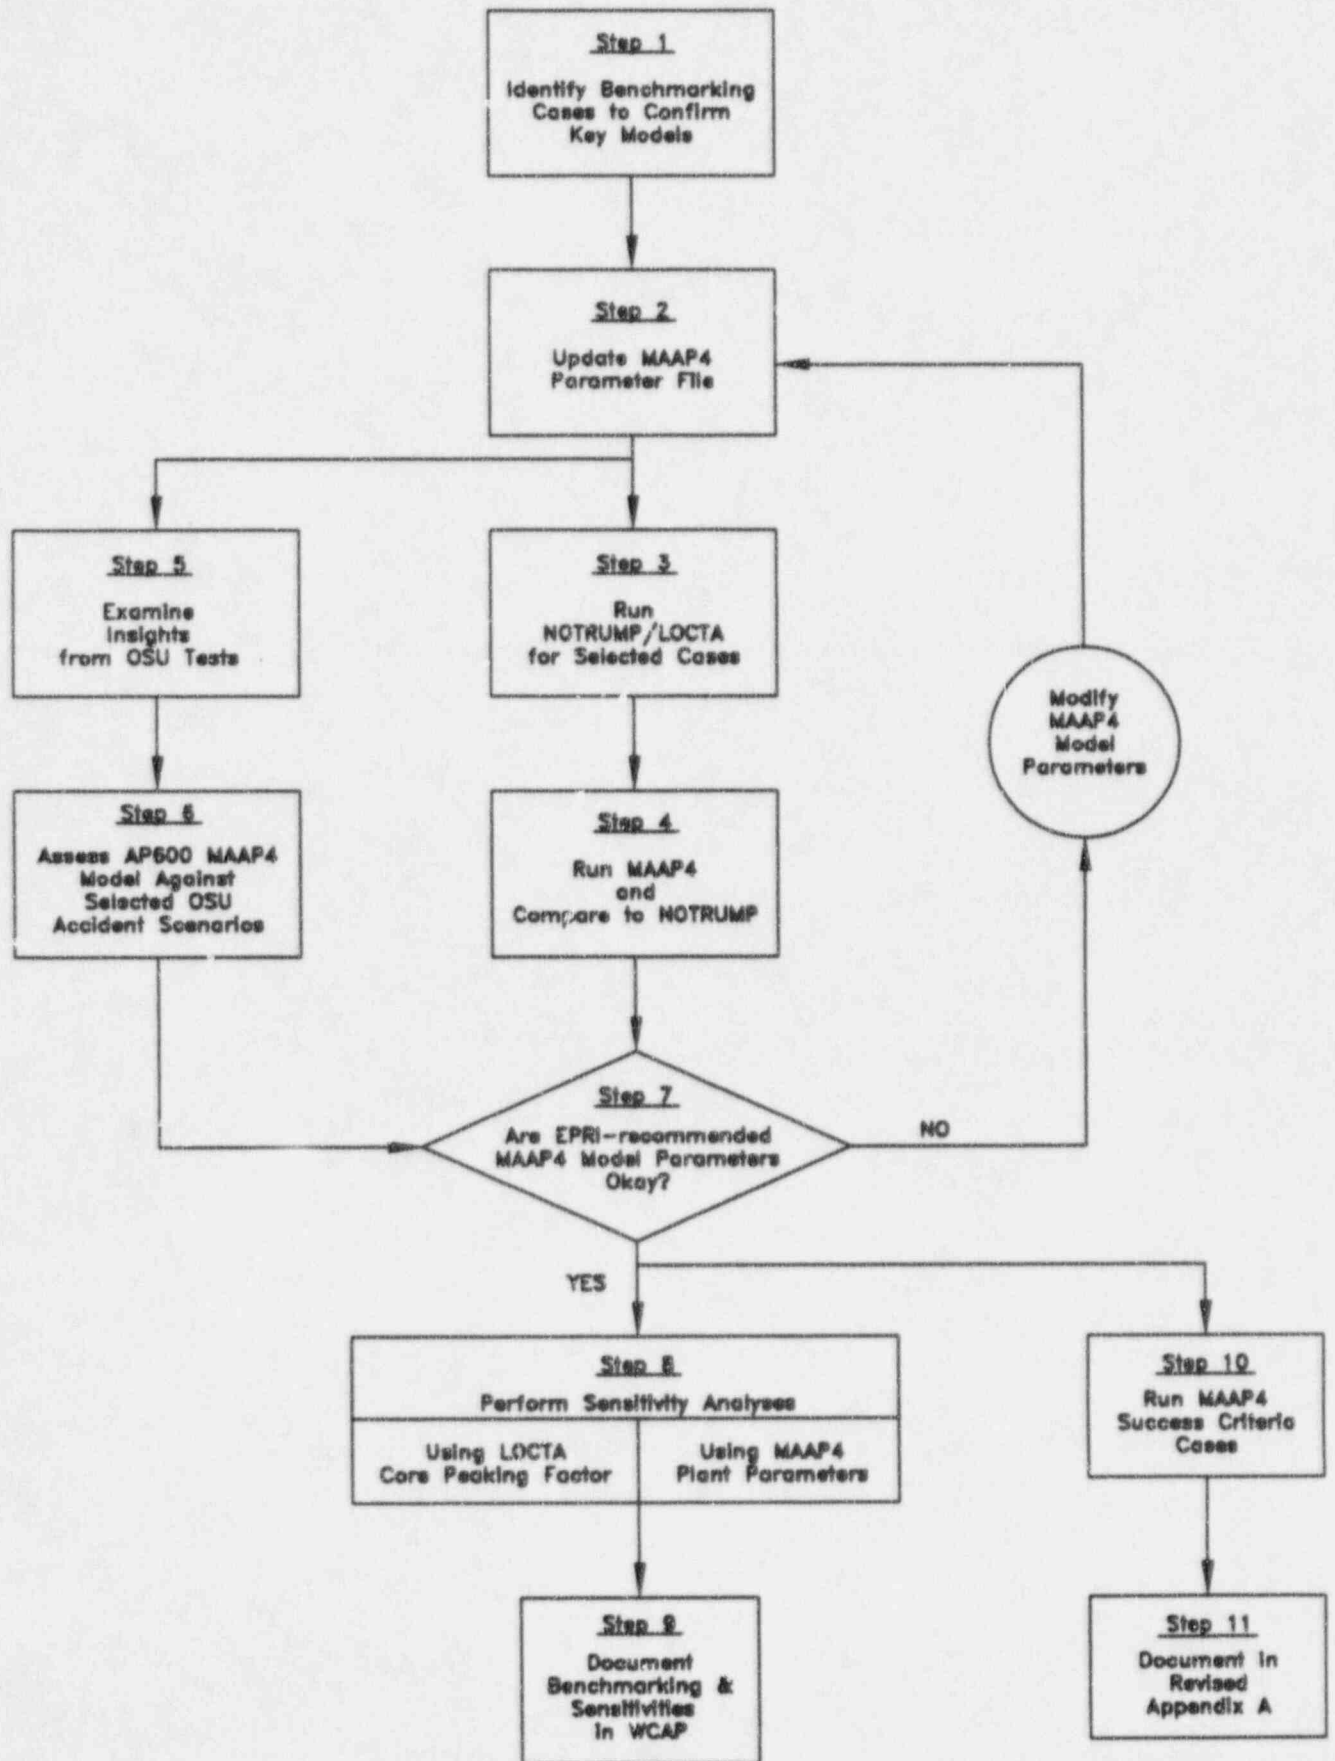 Step 1
Identify Benchmarking
Cases to Confirm
Key Models
Step 2
Update MAAP4
Parameter File
Step 5
Examine
Insights
from OSU Tests
Step 3
Run
NOTRUMP/LOCTA
for Selected Cases
Modify
MAAP4
Model
Parameters
Step 6
Assess AP600 MAAP4
Model Against
Selected OSU
Accident Scenarios
Step 4
Run MAAP4
and
Compare to NOTRUMP
Step 7
Are EPRI-recommended
MAAP4 Model Parameters
Okay?
NO
YES
Step 8
Perform Sensitivity Analyses
Using LOCTA
Core Peaking Factor
Using MAAP4
Plant Parameters
Step 10
Run MAAP4
Success Criteria
Cases
Step 9
Document
Benchmarking &
Sensitivities
in WCAP
Step 11
Document in
Revised
Appendix A